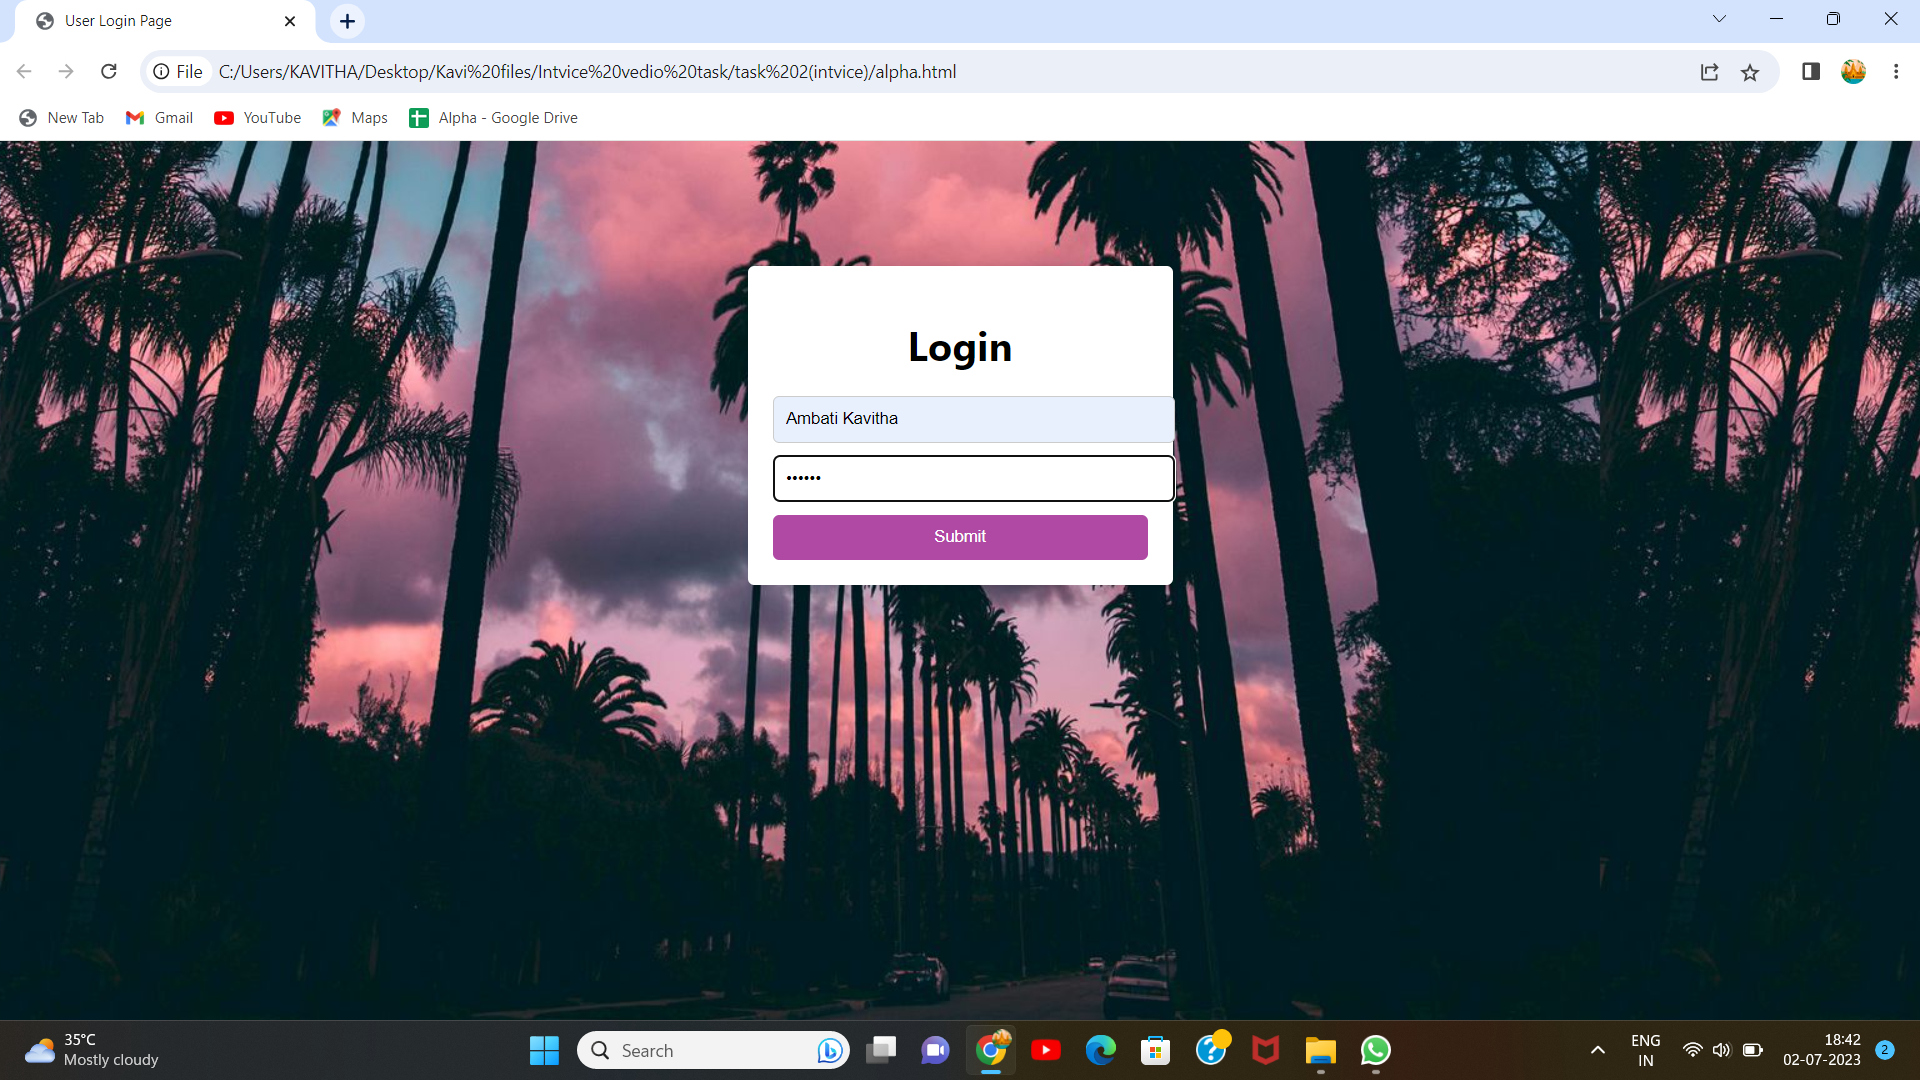 User Login Page
File
C:/Users/KAVITHA/Desktop/Kavi%20files/Intvice%20vedio%20task/task%202(intvice)/alpha.html
New Tab
Gmail
YouTube
Maps
Alpha - Google Drive
Login
Ambati Kavitha
••••••
Submit
35°C
Mostly cloudy
Search
ENG
IN
18:42
02-07-2023
2